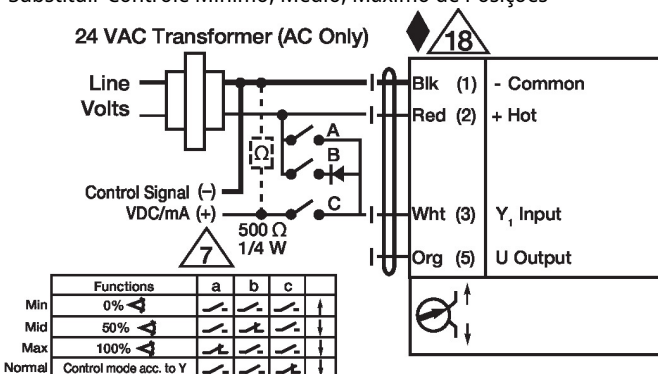 Substituir Controle Mínimo, Médio, Máximo de Posições
24 VAC Transformer (AC Only)
18
Line
Volts
Blk (1) - Common
Red (2) + Hot
A
B
C
Ω
Control Signal (–)
VDC/mA (+)
500 Ω
1/4 W
7
Wht (3) Y1 Input
Org (5) U Output
Functions a b c
Min 0%
Mid 50%
Max 100%
Normal Control mode acc. to Y